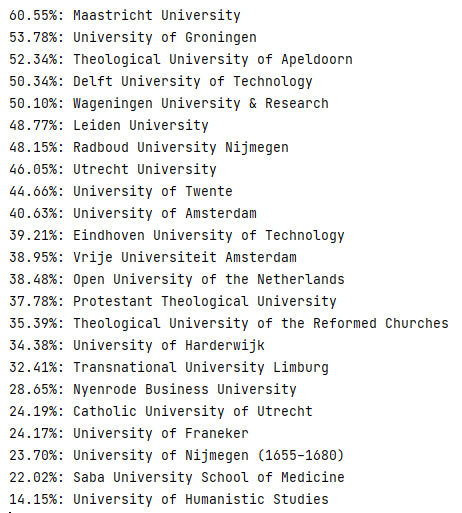 60.55%: Maastricht University
53.78%: University of Groningen
52.34%: Theological University of Apeldoorn
50.34%: Delft University of Technology
50.10%: Wageningen University & Research
48.77%: Leiden University
48.15%: Radboud University Nijmegen
46.05%: Utrecht University
44.66%: University of Twente
40.63%: University of Amsterdam
39.21%: Eindhoven University of Technology
38.95%: Vrije Universiteit Amsterdam
38.48%: Open University of the Netherlands
37.78%: Protestant Theological University
35.39%: Theological University of the Reformed Churches
34.38%: University of Harderwijk
32.41%: Transnational University Limburg
28.65%: Nyenrode Business University
24.19%: Catholic University of Utrecht
24.17%: University of Franeker
23.70%: University of Nijmegen (1655–1680)
22.02%: Saba University School of Medicine
14.15%: University of Humanistic Studies